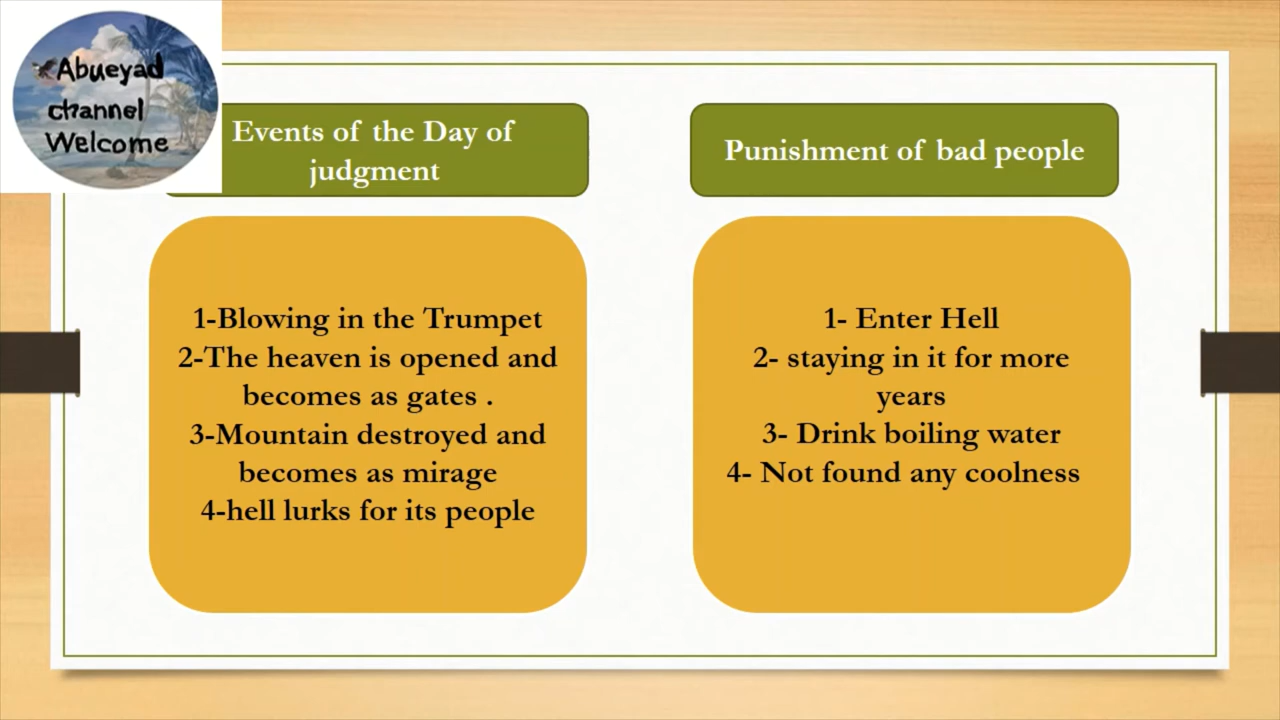 Abueyad
channel
Welcome
Events of the Day of
judgment
Punishment of bad people
1-Blowing in the Trumpet
2-The heaven is opened and
becomes as gates .
3-Mountain destroyed and
becomes as mirage
4-hell lurks for its people
1- Enter Hell
2- staying in it for more
years
3- Drink boiling water
4- Not found any coolness